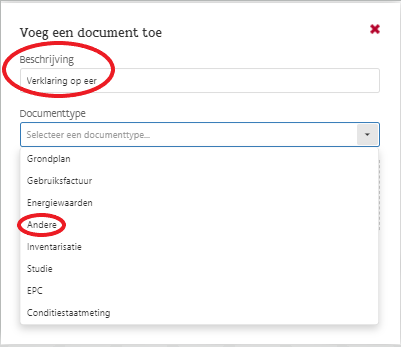 Voeg een document toe
Beschrijving
Verklaring op eer
Documenttype
Selecteer een documenttype...
Grondplan
Gebruiksfactuur
Energiewaarden
Andere
Inventarisatie
Studie
EPC
Conditiestaatmeting